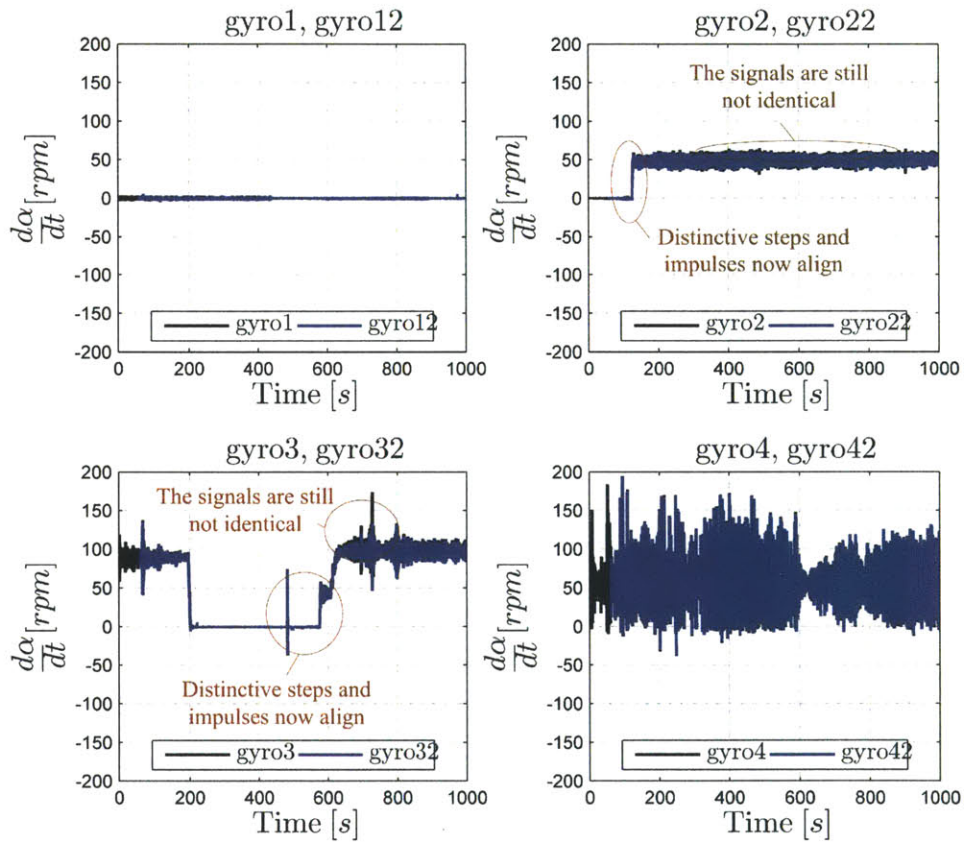 gyro1, gyro12
200
150
100
50
0
-50
-100
-150
-200
dα
dt
[rpm]
gyro1
gyro12
0
200
400
600
800
1000
Time [s]
gyro2, gyro22
200
150
100
50
0
-50
-100
-150
-200
dα
dt
[rpm]
The signals are still
not identical
Distinctive steps and
impulses now align
gyro2
gyro22
0
200
400
600
800
1000
Time [s]
gyro3, gyro32
200
150
100
50
0
-50
-100
-150
-200
dα
dt
[rpm]
The signals are still
not identical
Distinctive steps and
impulses now align
gyro3
gyro32
0
200
400
600
800
1000
Time [s]
gyro4, gyro42
200
150
100
50
0
-50
-100
-150
-200
dα
dt
[rpm]
gyro4
gyro42
0
200
400
600
800
1000
Time [s]